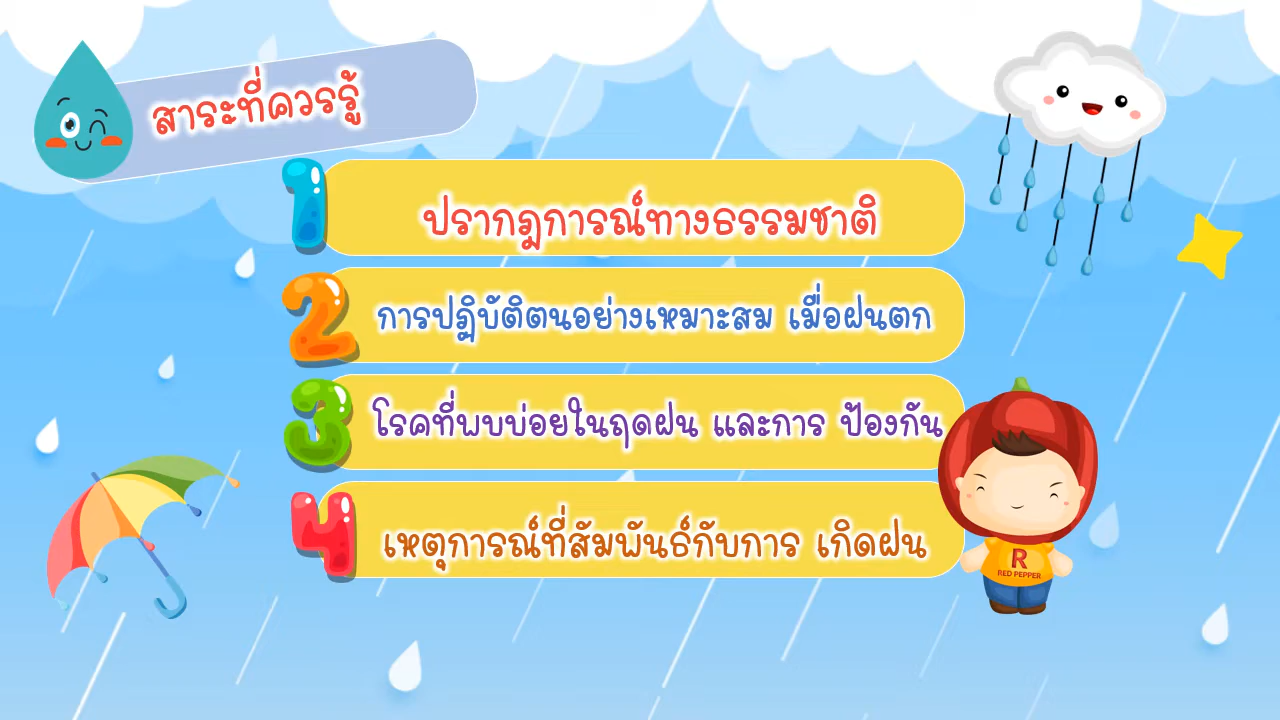 สาระที่ควรรู้
1 ปรากฏการณ์ทางธรรมชาติ
2 การปฏิบัติตนอย่างเหมาะสม เมื่อฝนตก
3 โรคที่พบบ่อยในฤดูฝน และการ ป้องกัน
4 เหตุการณ์ที่สัมพันธ์กับการ เกิดฝน
R
RED PEPPER